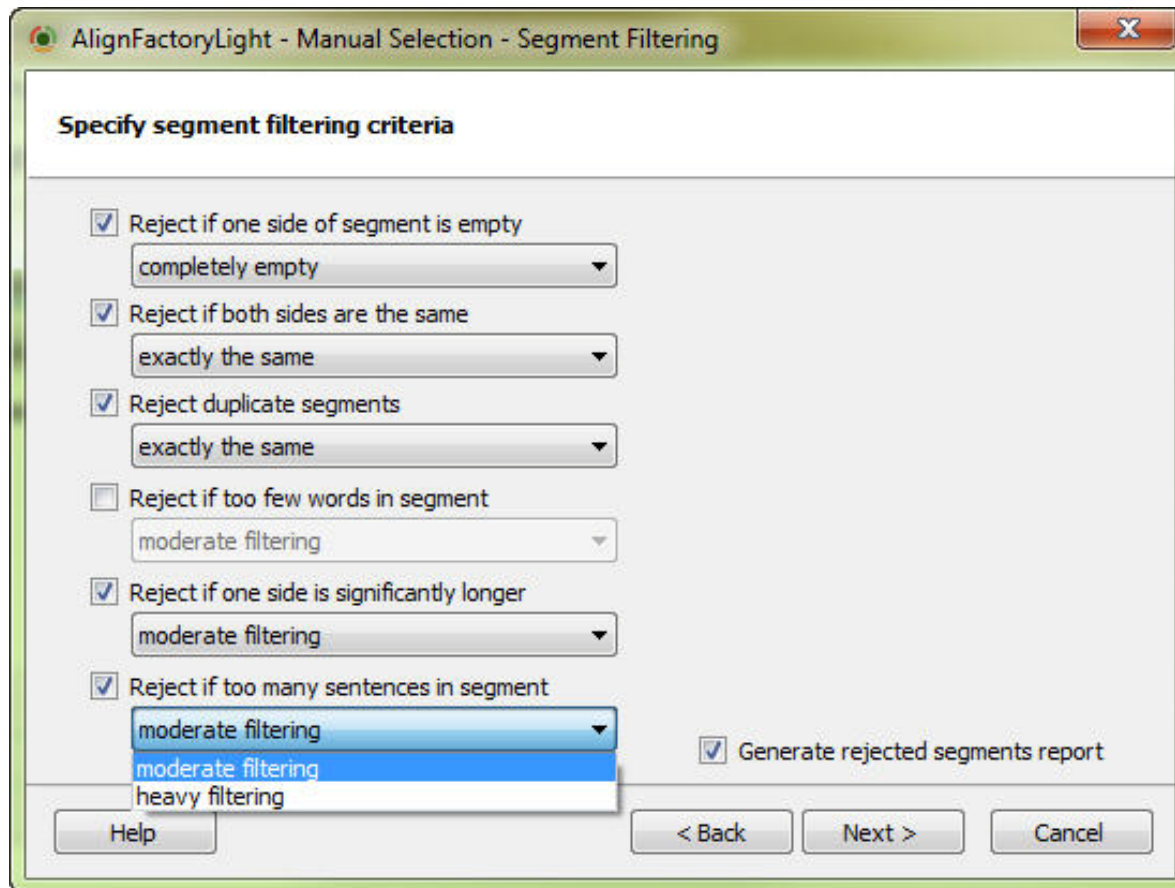 AlignFactoryLight - Manual Selection - Segment Filtering
Specify segment filtering criteria
Reject if one side of segment is empty
completely empty
Reject if both sides are the same
exactly the same
Reject duplicate segments
exactly the same
Reject if too few words in segment
moderate filtering
Reject if one side is significantly longer
moderate filtering
Reject if too many sentences in segment
moderate filtering
moderate filtering
heavy filtering
Generate rejected segments report
Help
< Back
Next >
Cancel